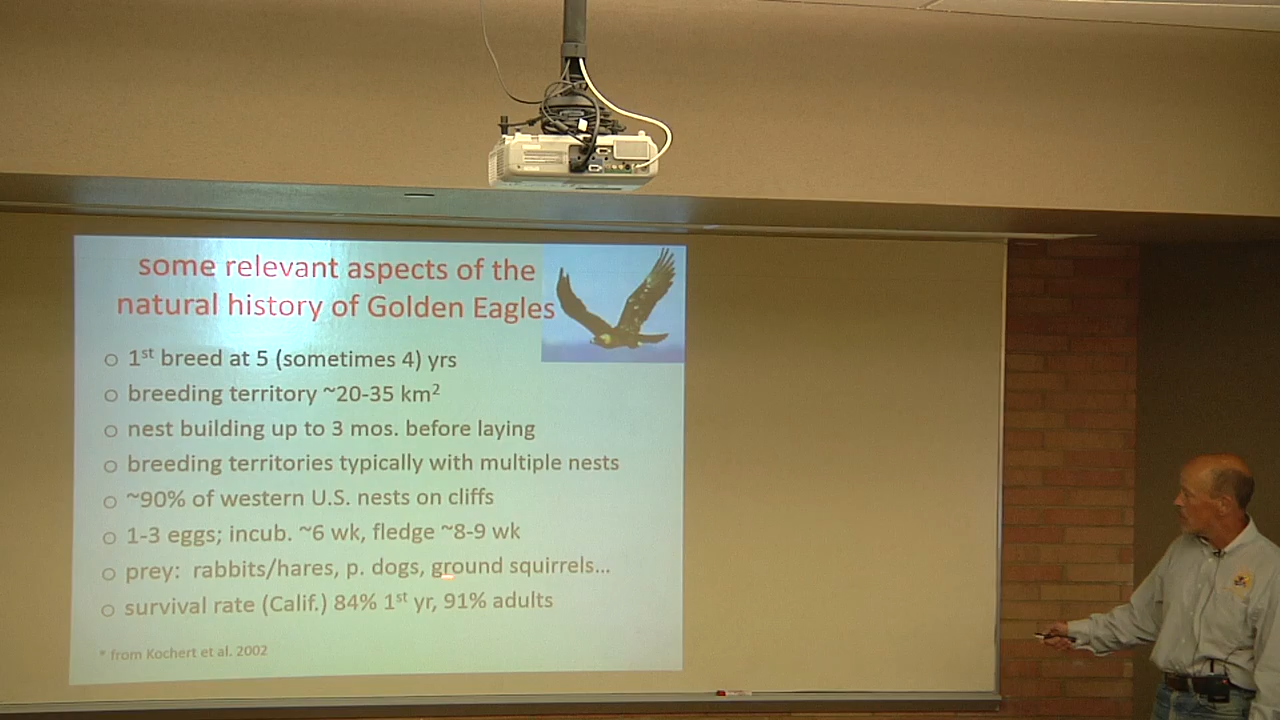 some relevant aspects of the
natural history of Golden Eagles
o 1st breed at 5 (sometimes 4) yrs
o breeding territory ~20-35 km²
o nest building up to 3 mos. before laying
o breeding territories typically with multiple nests
o ~90% of western U.S. nests on cliffs
o 1-3 eggs; incub. ~6 wk, fledge ~8-9 wk
o prey: rabbits/hares, p. dogs, ground squirrels...
o survival rate (Calif.) 84% 1st yr, 91% adults
* from Kochert et al. 2002